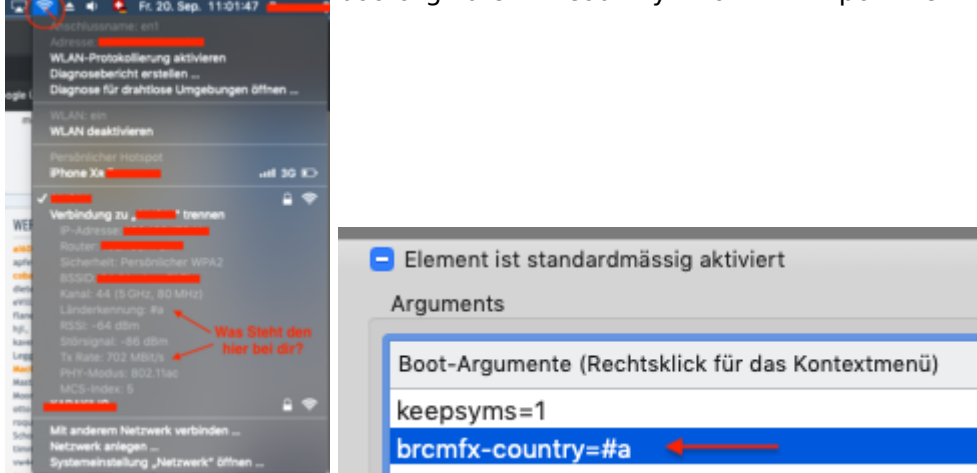 Fr. 20. Sep. 11:01:47
Anschlussname: en1
Adresse:
WLAN-Protokollierung aktivieren
Diagnosebericht erstellen ...
Diagnose für drahtlose Umgebungen öffnen ...
WLAN: ein
WLAN deaktivieren
Persönlicher Hotspot
iPhone Xʀ
3G
Verbindung zu „ “ trennen
IP-Adresse:
Router:
Sicherheit: Persönlicher WPA2
BSSID:
Kanal: 44 (5 GHz, 80 MHz)
Länderkennung: #a
RSSI: -64 dBm
Störsignal: -86 dBm
Tx Rate: 702 MBit/s
PHY-Modus: 802.11ac
MCS-Index: 5
Was Steht den
hier bei dir?
Mit anderem Netzwerk verbinden ...
Netzwerk anlegen ...
Systemeinstellung „Netzwerk“ öffnen ...
Element ist standardmässig aktiviert
Arguments
Boot-Argumente (Rechtsklick für das Kontextmenü)
keepsyms=1
brcmfx-country=#a